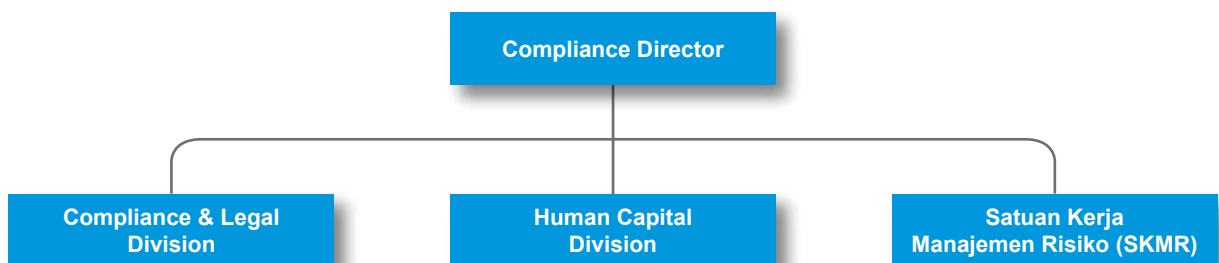 Compliance Director
Compliance & Legal
Division
Human Capital
Division
Satuan Kerja
Manajemen Risiko (SKMR)